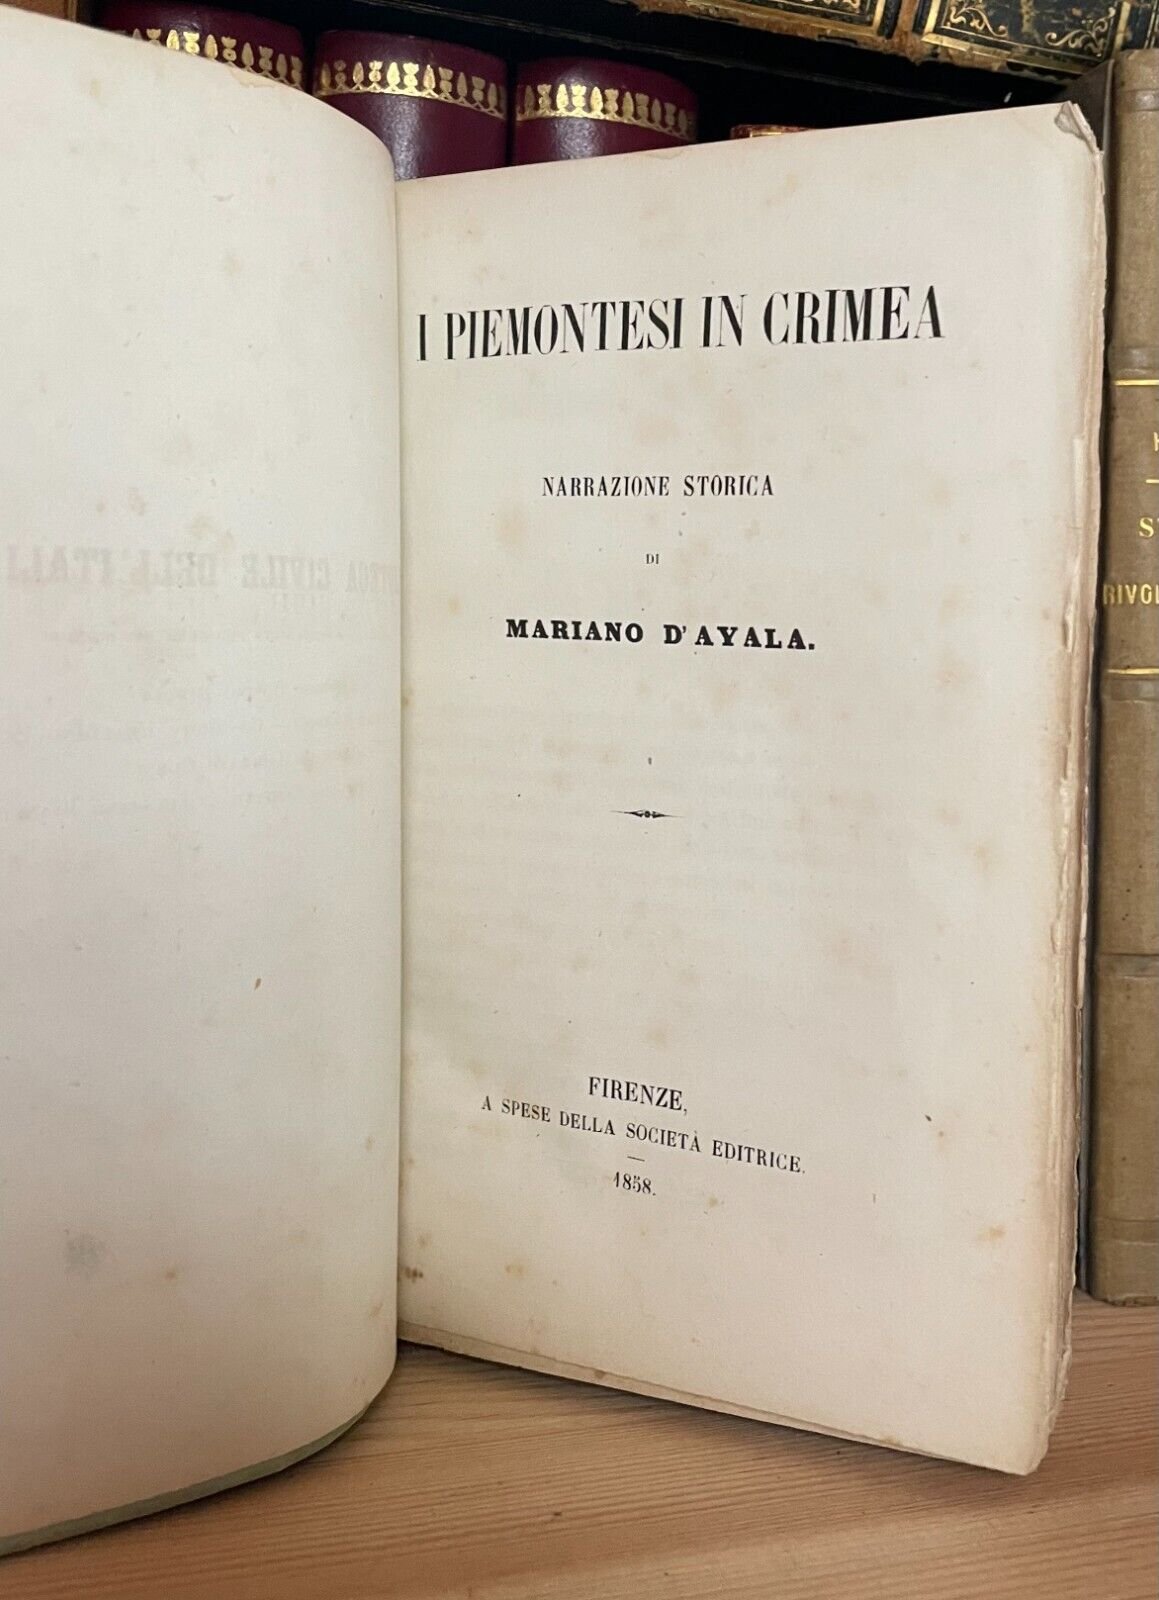 I PIEMONTESI IN CRIMEA
NARRAZIONE STORICA
DI
MARIANO D'AYALA.
FIRENZE,
A SPESE DELLA SOCIETÀ EDITRICE.
1858.